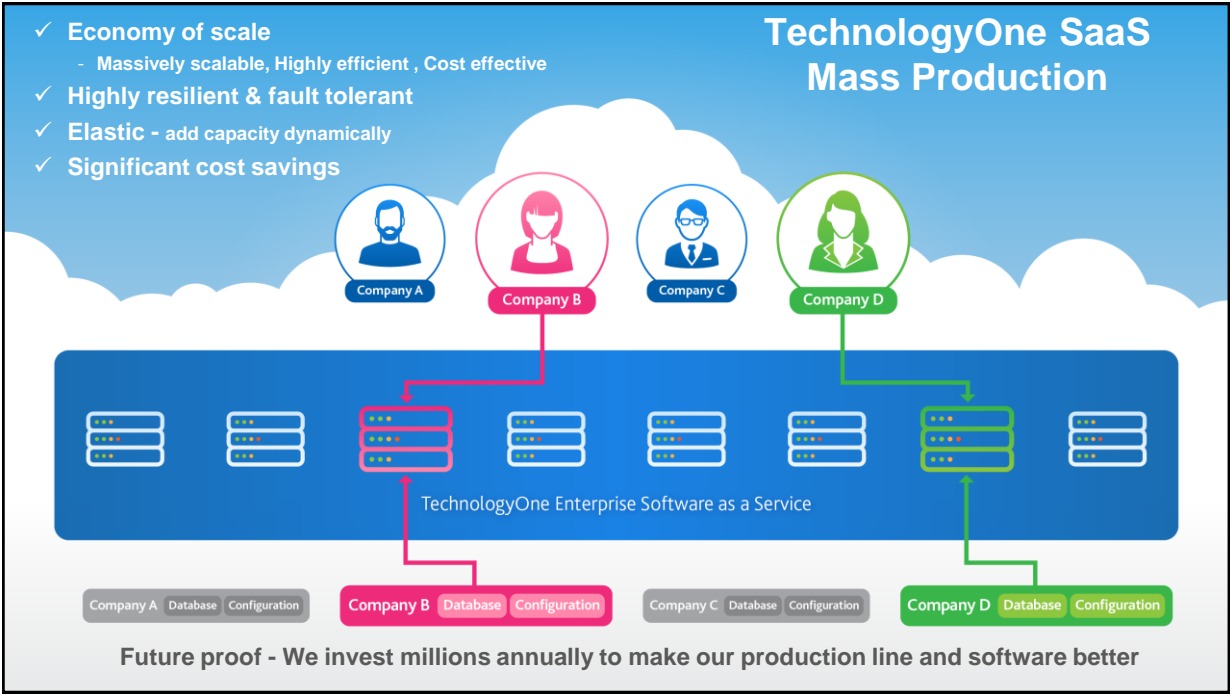 ✓ Economy of scale
- Massively scalable, Highly efficient , Cost effective
✓ Highly resilient & fault tolerant
✓ Elastic - add capacity dynamically
✓ Significant cost savings
TechnologyOne SaaS
Mass Production
Company A
Company B
Company C
Company D
TechnologyOne Enterprise Software as a Service
Company A Database Configuration
Company B Database Configuration
Company C Database Configuration
Company D Database Configuration
Future proof - We invest millions annually to make our production line and software better